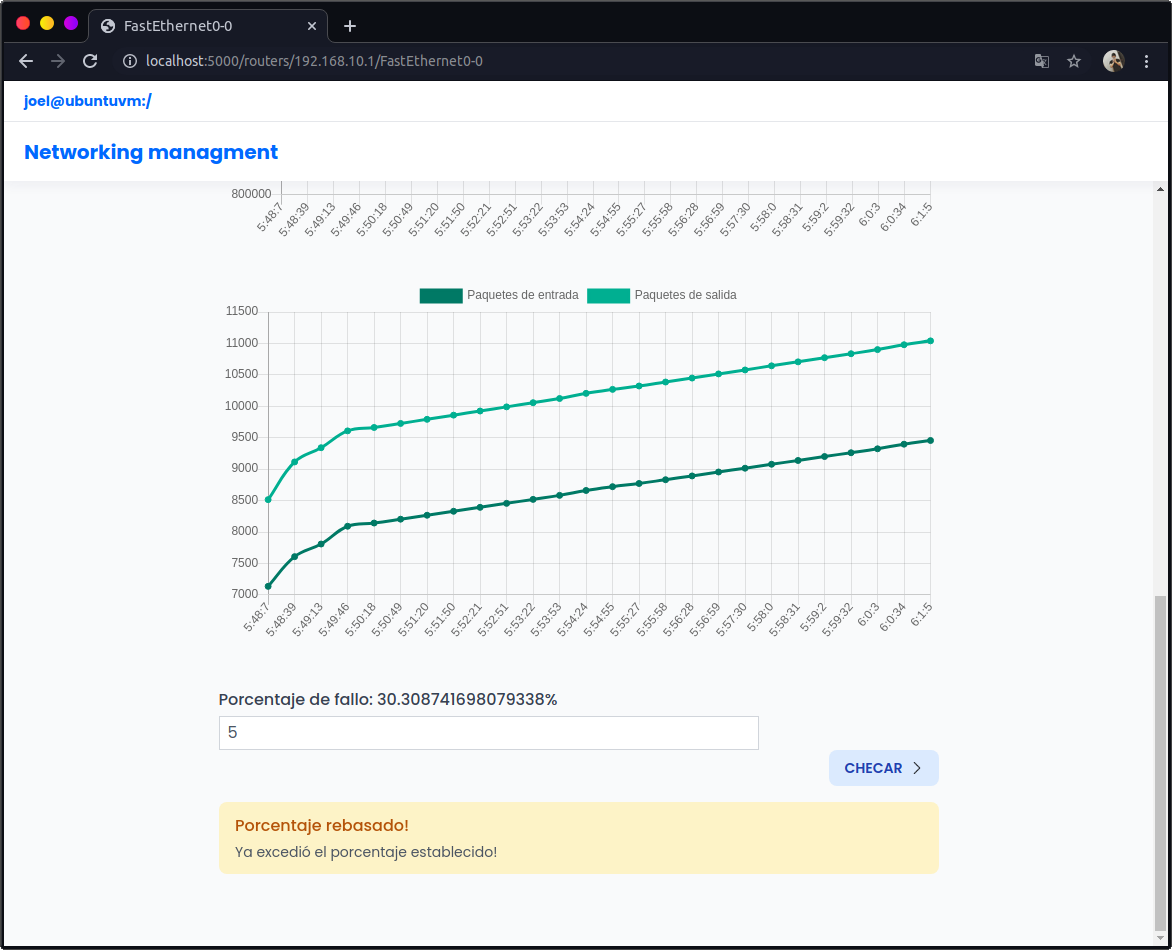 FastEthernet0-0
localhost:5000/routers/192.168.10.1/FastEthernet0-0
joel@ubuntuvm:/
Networking managment
800000
5:48:7 5:48:39 5:49:13 5:49:46 5:50:18 5:50:49 5:51:20 5:51:50 5:52:21 5:52:51 5:53:22 5:53:53 5:54:24 5:54:55 5:55:27 5:55:58 5:56:28 5:56:59 5:57:30 5:58:0 5:58:31 5:59:2 5:59:32 6:0:3 6:0:34 6:1:5
Paquetes de entrada Paquetes de salida
11500
11000
10500
10000
9500
9000
8500
8000
7500
7000
5:48:7 5:48:39 5:49:13 5:49:46 5:50:18 5:50:49 5:51:20 5:51:50 5:52:21 5:52:51 5:53:22 5:53:53 5:54:24 5:54:55 5:55:27 5:55:58 5:56:28 5:56:59 5:57:30 5:58:0 5:58:31 5:59:2 5:59:32 6:0:3 6:0:34 6:1:5
Porcentaje de fallo: 30.308741698079338%
5
CHECAR
Porcentaje rebasado!
Ya excedió el porcentaje establecido!